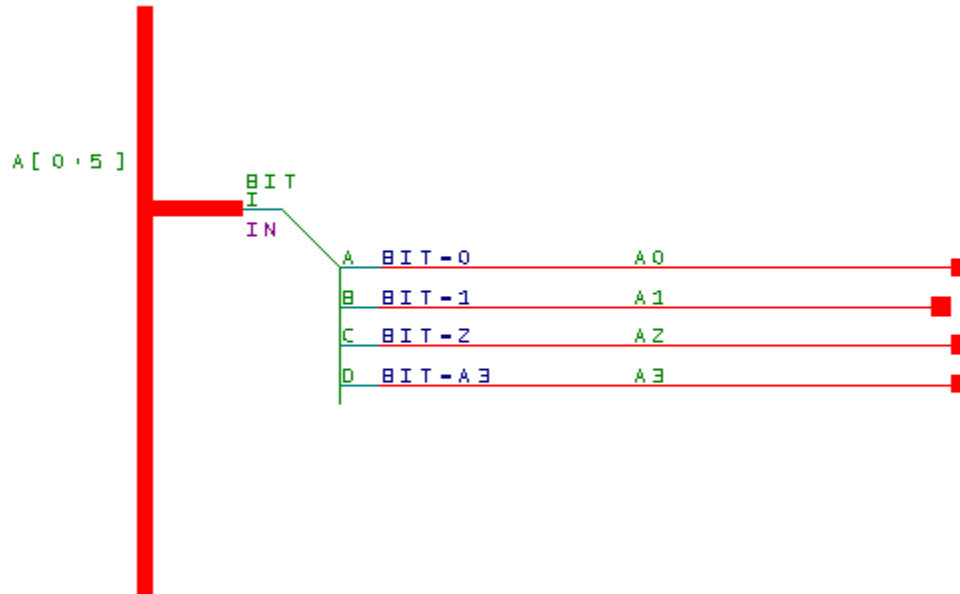 A[0:5]
BIT
I
IN
A BIT-0 A0
B BIT-1 A1
C BIT-2 A2
D BIT-A3 A3